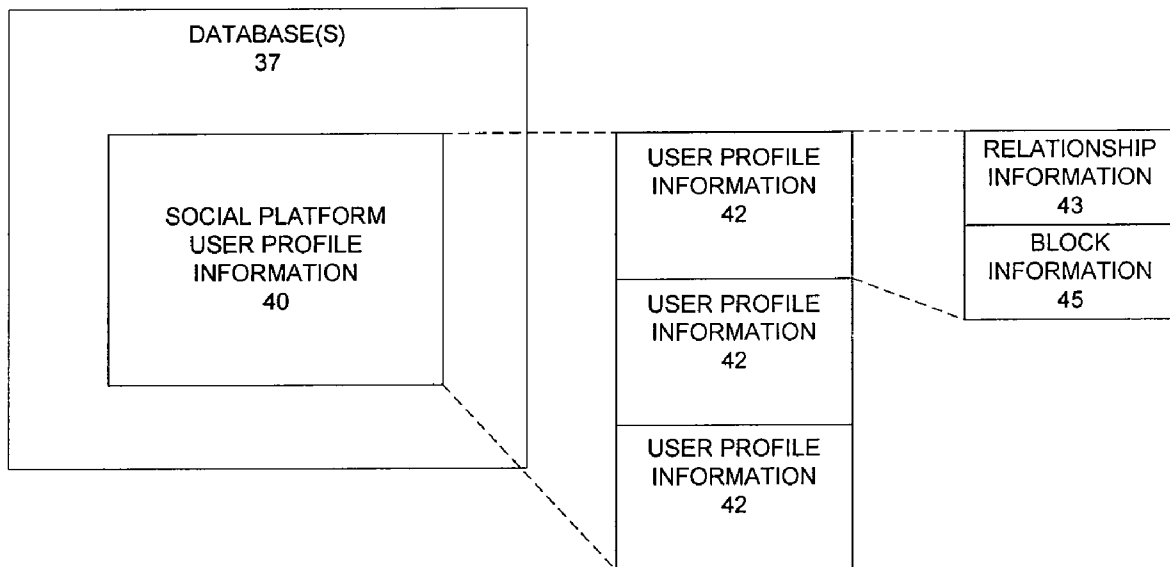 DATABASE(S)
37
SOCIAL PLATFORM
USER PROFILE
INFORMATION
40
USER PROFILE
INFORMATION
42
USER PROFILE
INFORMATION
42
USER PROFILE
INFORMATION
42
RELATIONSHIP
INFORMATION
43
BLOCK
INFORMATION
45